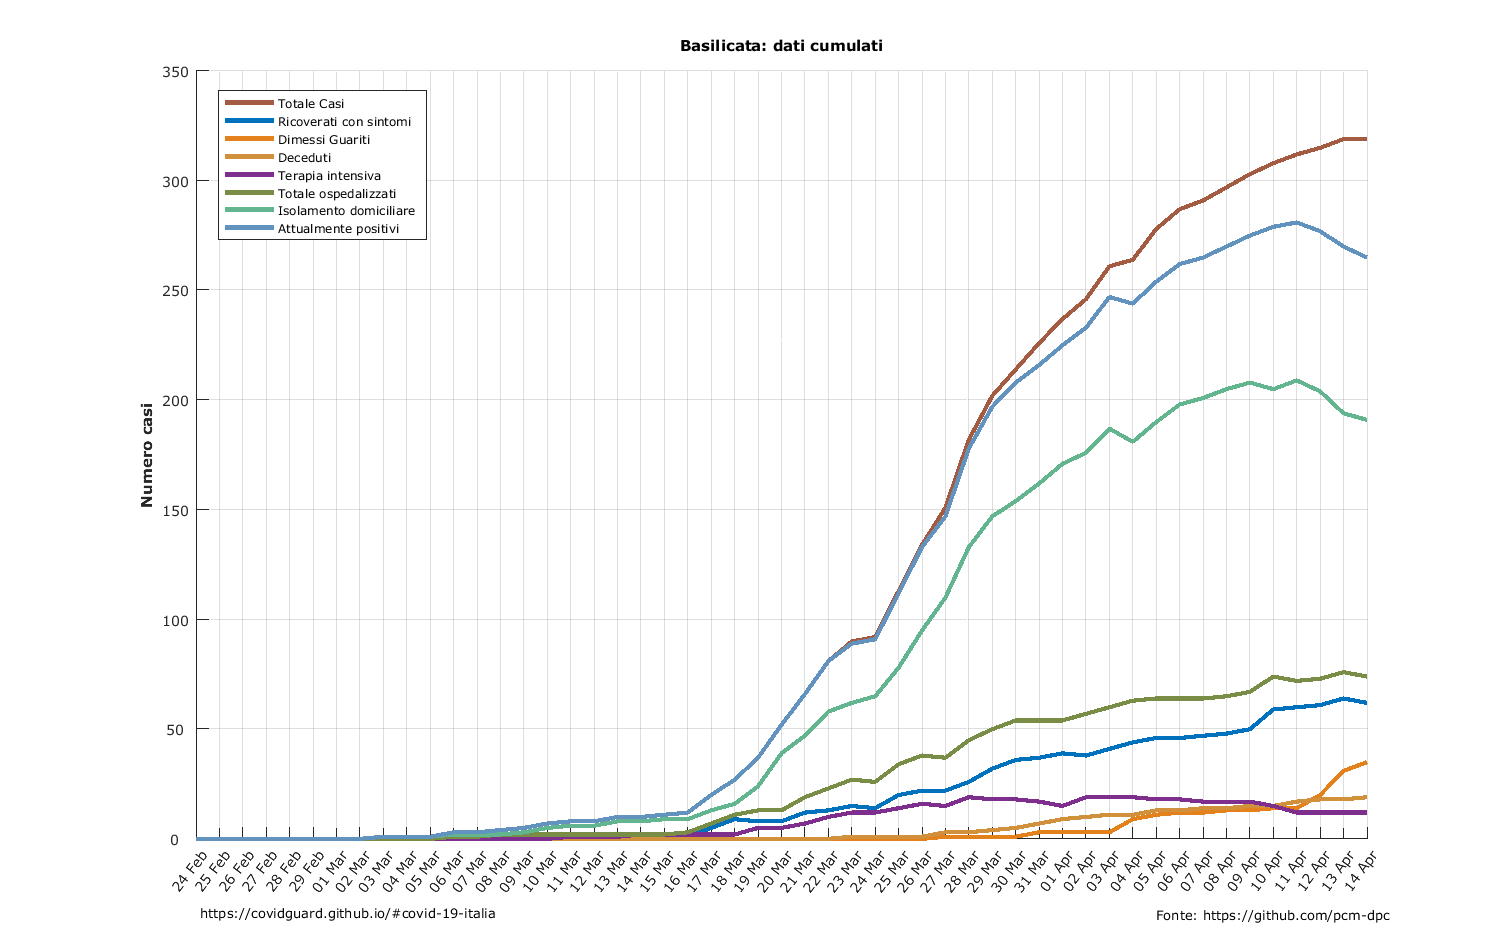 Basilicata: dati cumulati
Numero casi
350
300
250
200
150
100
50
0
Totale Casi
Ricoverati con sintomi
Dimessi Guariti
Deceduti
Terapia intensiva
Totale ospedalizzati
Isolamento domiciliare
Attualmente positivi
24 Feb
25 Feb
26 Feb
27 Feb
28 Feb
29 Feb
01 Mar
02 Mar
03 Mar
04 Mar
05 Mar
06 Mar
07 Mar
08 Mar
09 Mar
10 Mar
11 Mar
12 Mar
13 Mar
14 Mar
15 Mar
16 Mar
17 Mar
18 Mar
19 Mar
20 Mar
21 Mar
22 Mar
23 Mar
24 Mar
25 Mar
26 Mar
27 Mar
28 Mar
29 Mar
30 Mar
31 Mar
01 Apr
02 Apr
03 Apr
04 Apr
05 Apr
06 Apr
07 Apr
08 Apr
09 Apr
10 Apr
11 Apr
12 Apr
13 Apr
14 Apr
https://covidguard.github.io/#covid-19-italia
Fonte: https://github.com/pcm-dpc